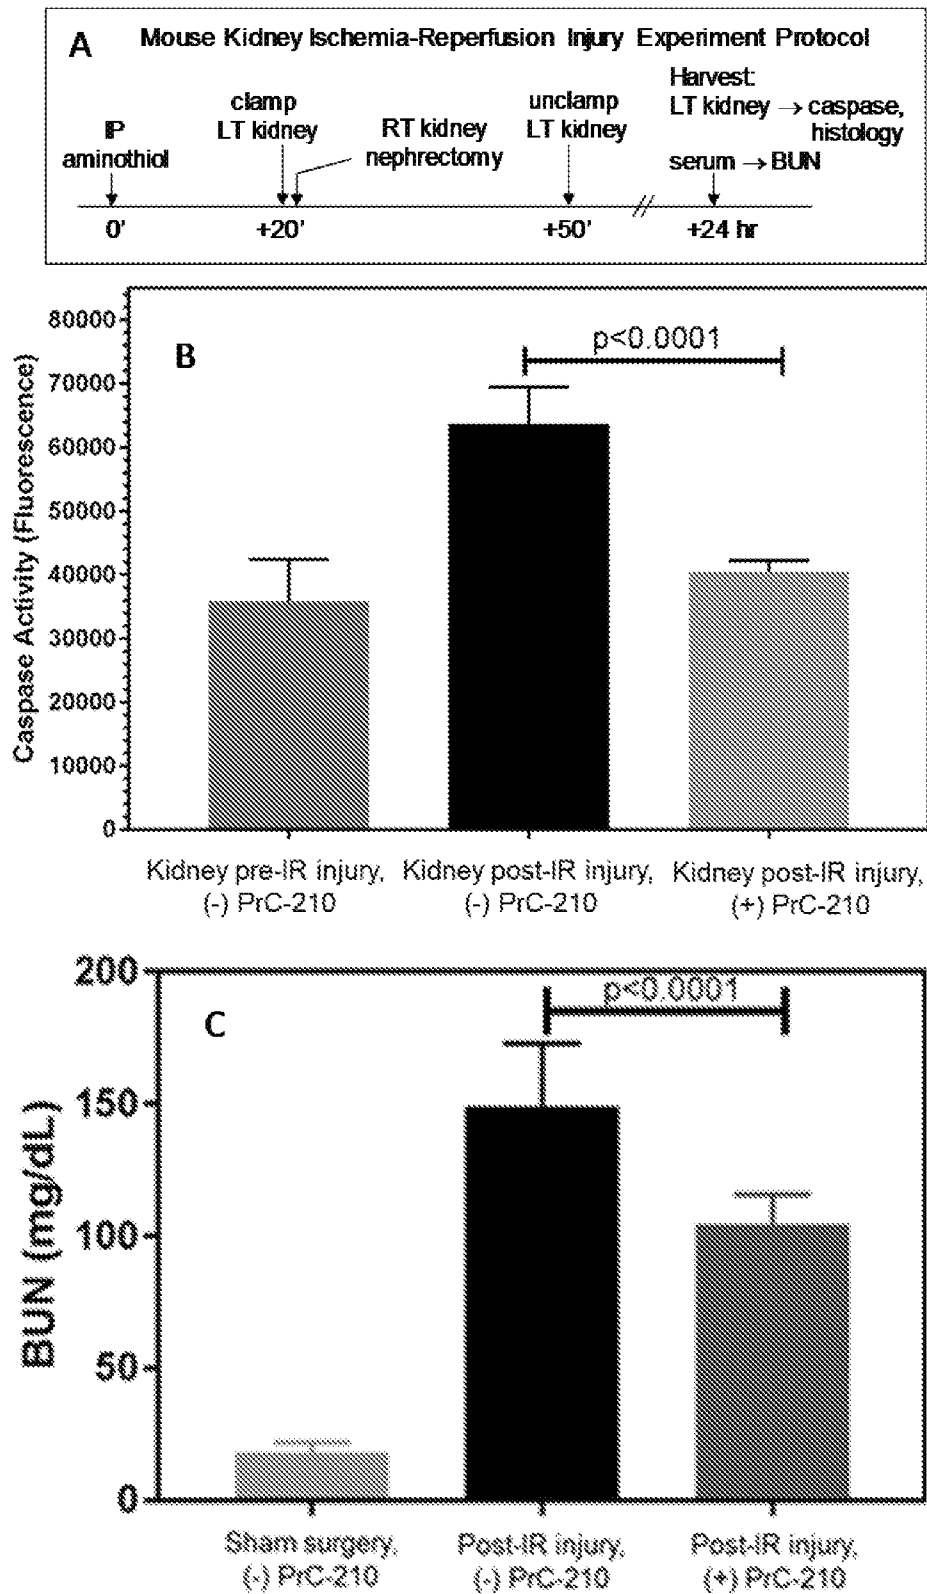 A Mouse Kidney Ischemia-Reperfusion Injury Experiment Protocol
IP
aminothiol
clamp
LT kidney
RT kidney
nephrectomy
unclamp
LT kidney
Harvest:
LT kidney → caspase,
histology
serum → BUN
0' +20' +50' +24 hr
B
p<0.0001
Caspase Activity (Fluorescence)
80000
70000
60000
50000
40000
30000
20000
10000
0
Kidney pre-IR injury,
(-) PrC-210
Kidney post-IR injury,
(-) PrC-210
Kidney post-IR injury,
(+) PrC-210
C
p<0.0001
BUN (mg/dL)
200
150
100
50
0
Sham surgery,
(-) PrC-210
Post-IR injury,
(-) PrC-210
Post-IR injury,
(+) PrC-210